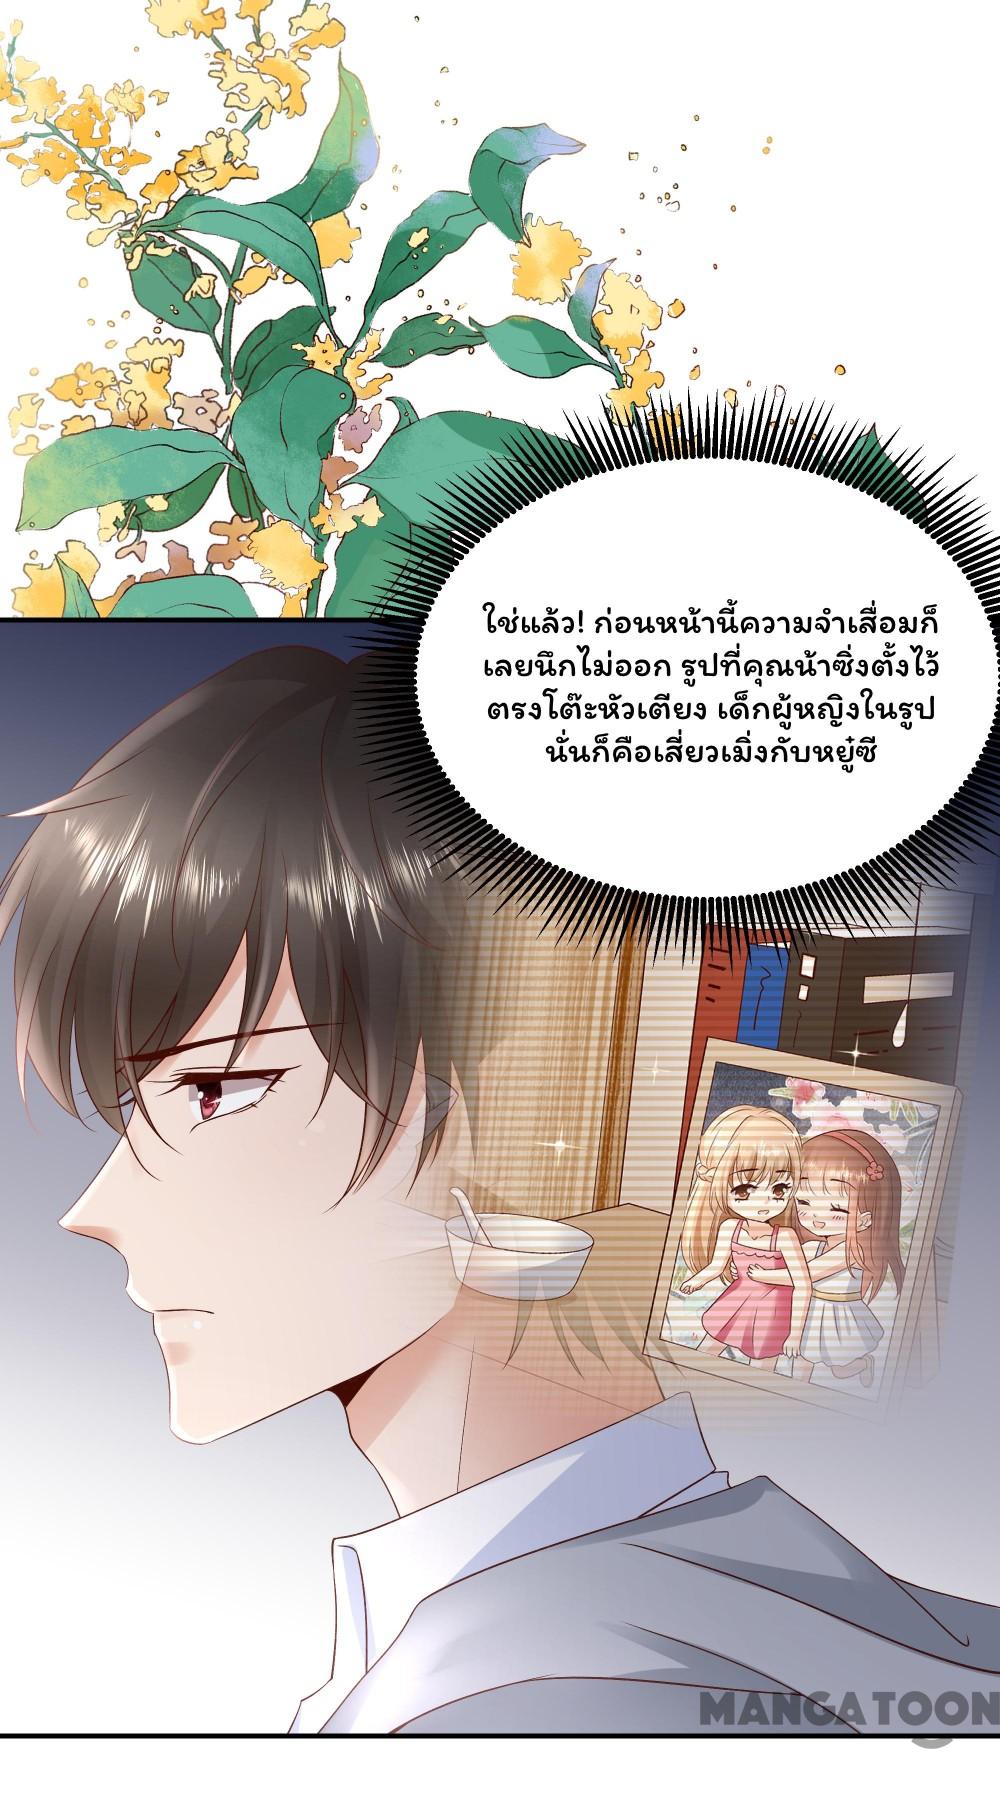 ใช่แล้ว! ก่อนหน้านี้ความจำเสื่อมก็
เลยนึกไม่ออก รูปที่คุณน้าซิ่งตั้งไว้
ตรงโต๊ะหัวเตียง เด็กผู้หญิงในรูป
นั่นก็คือเสี่ยวเมิ่งกับหยู๋ซี
MANGATOON